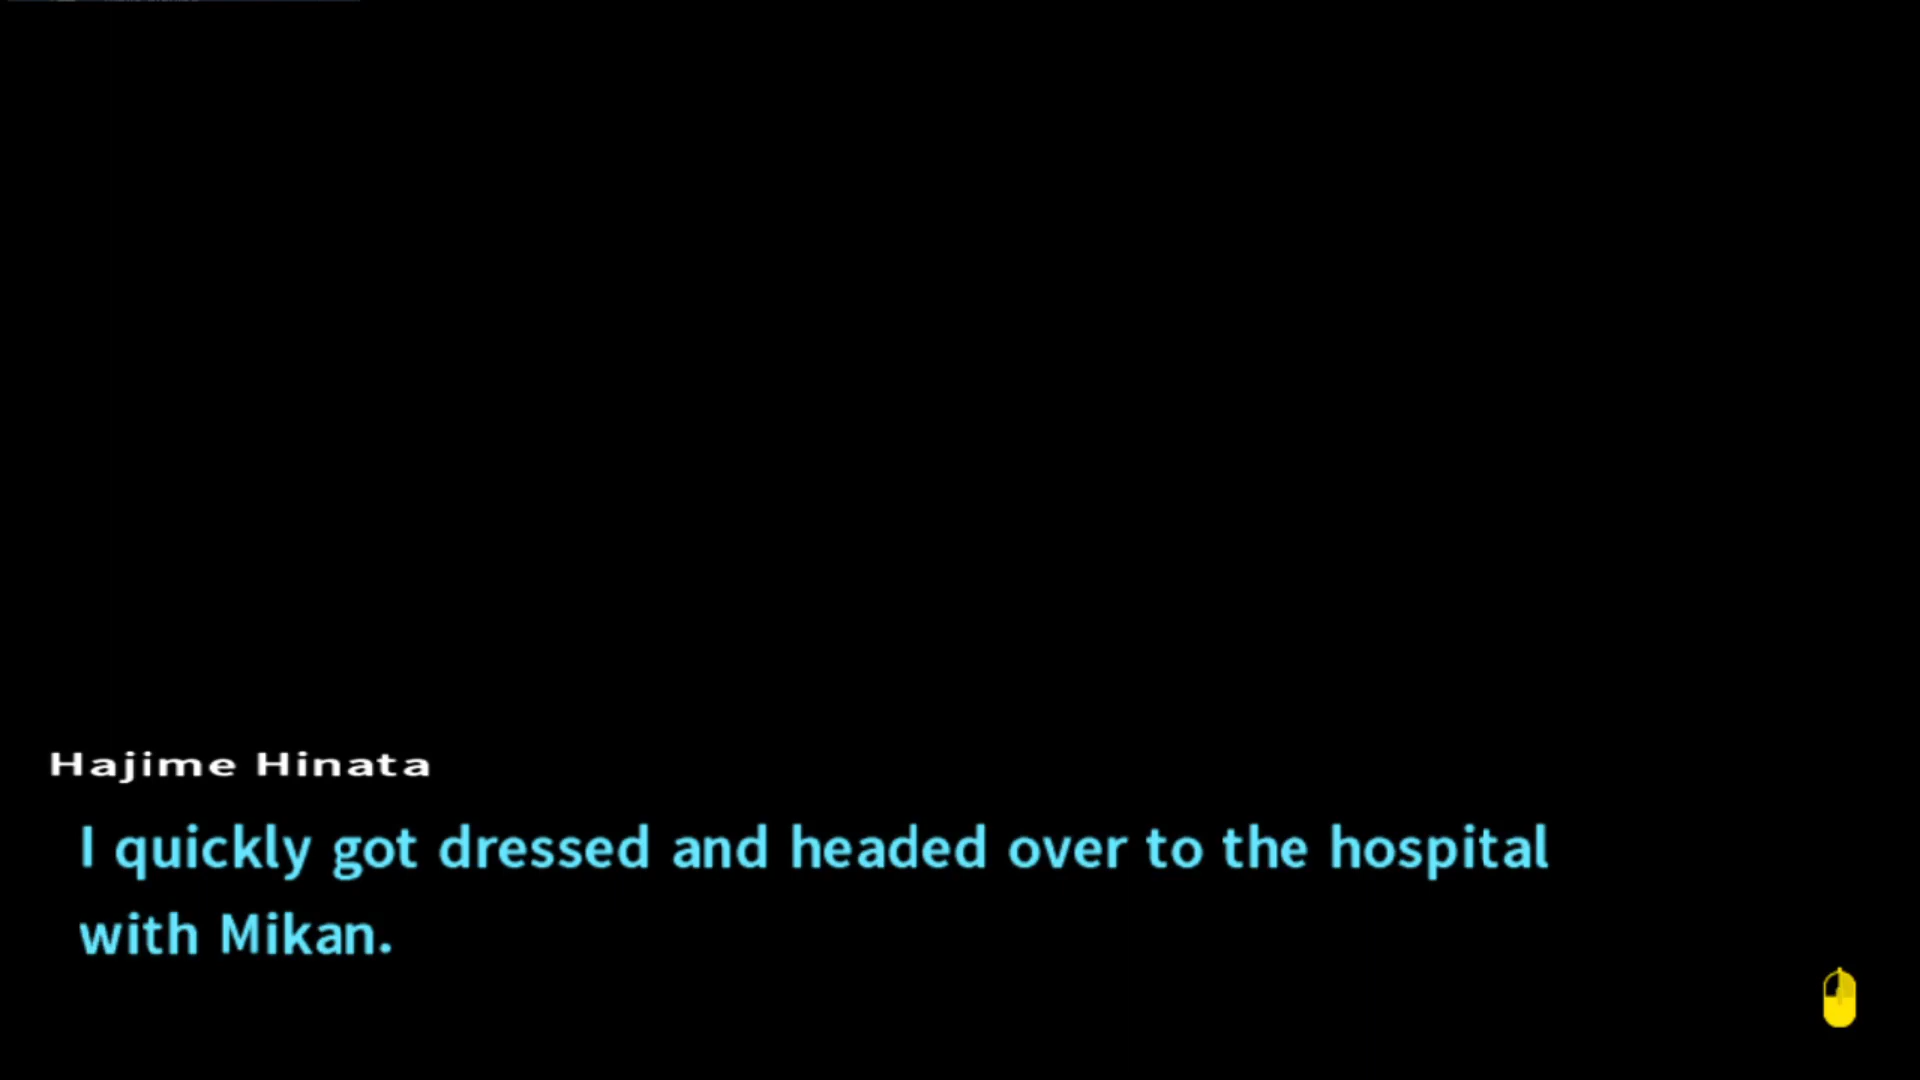 Hajime Hinata
I quickly got dressed and headed over to the hospital
with Mikan.